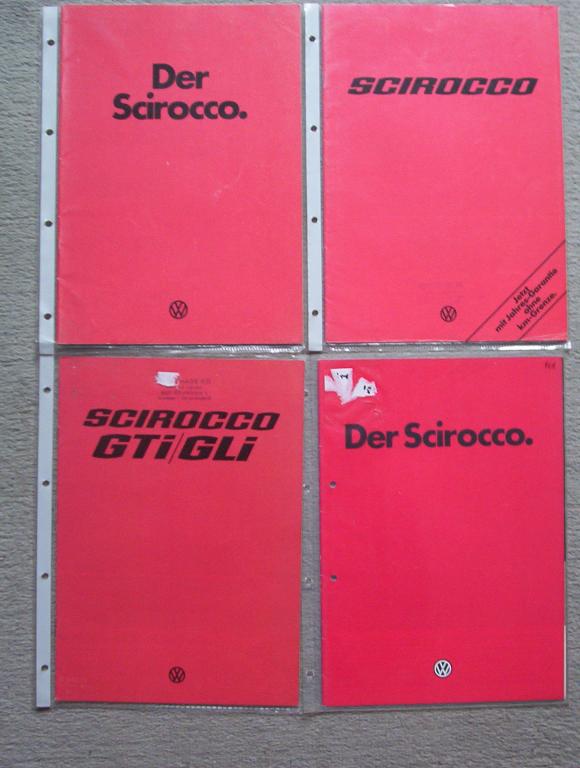 Der
Scirocco.
SCIROCCO
Jetzt
mit Jahres-Garantie
ohne
km-Grenze.
SCIROCCO
GTi/GLi
Der Scirocco.